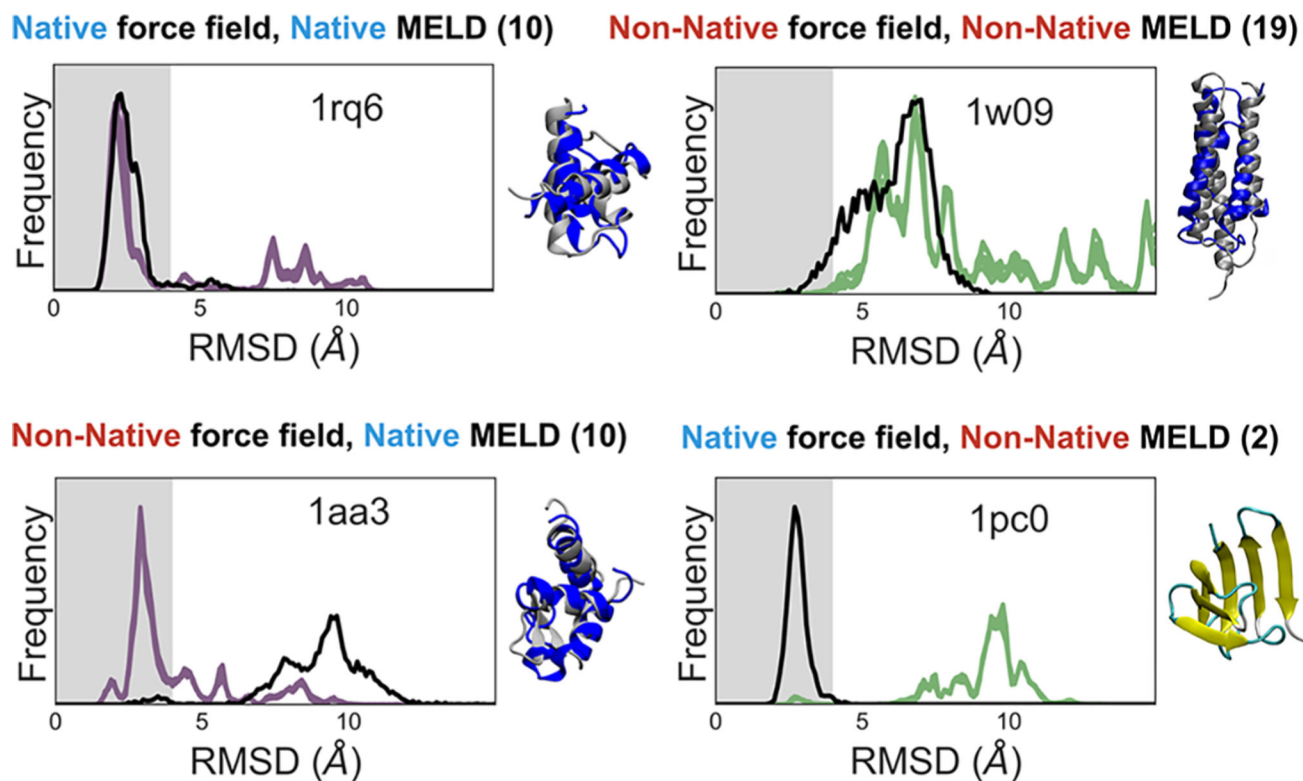 Native force field, Native MELD (10)
Frequency
1rq6
0 5 10
RMSD (Å)
Non-Native force field, Non-Native MELD (19)
Frequency
1w09
0 5 10
RMSD (Å)
Non-Native force field, Native MELD (10)
Frequency
1aa3
0 5 10
RMSD (Å)
Native force field, Non-Native MELD (2)
Frequency
1pc0
0 5 10
RMSD (Å)